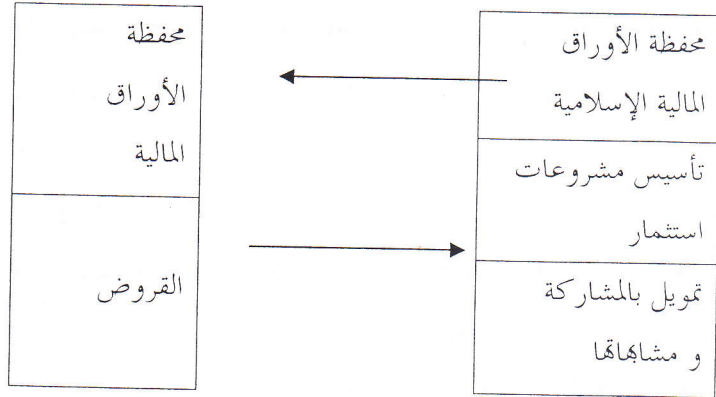 محفظة الأوراق
المالية الإسلامية
تأسيس مشروعات
استثمار
تمويل بالمشاركة
و مشابهاتها
محفظة
الأوراق
المالية
القروض